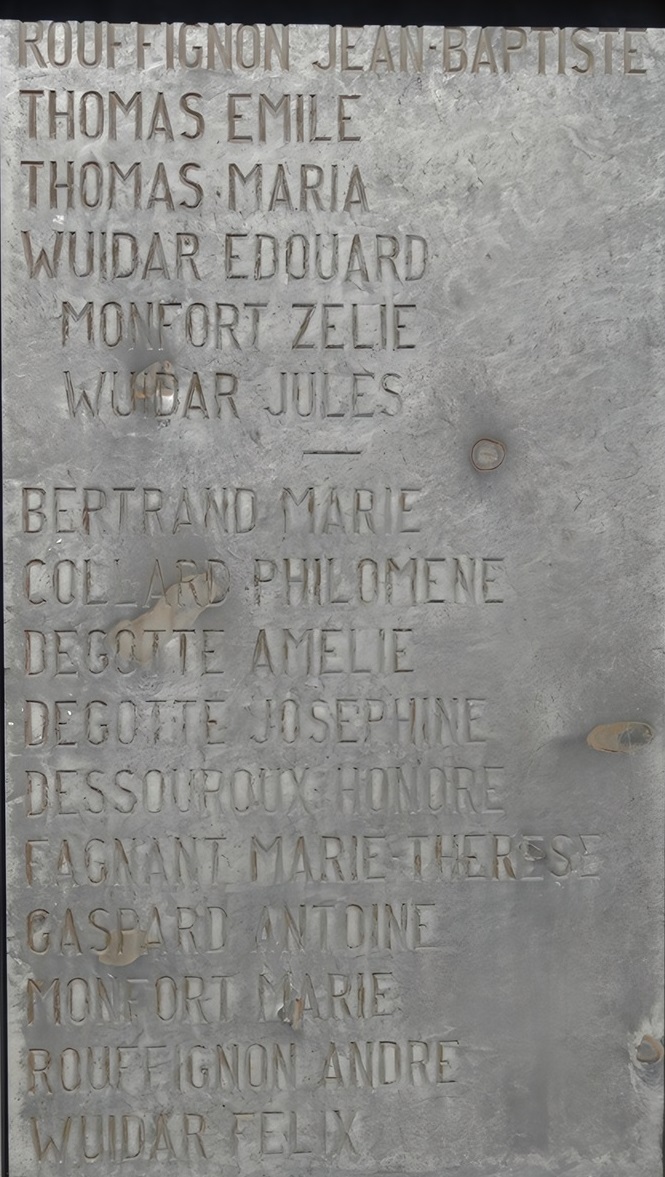 ROUFFIGNON JEAN-BAPTISTE
THOMAS EMILE
THOMAS MARIA
WUIDAR EDOUARD
MONFORT ZELIE
WUIDAR JULES
—
BERTRAND MARIE
COLLARD PHILOMENE
DEGOTTE AMELIE
DEGOTTE JOSEPHINE
DESSOUROUX HONORE
FAGNANT MARIE-THERESE
GASPARD ANTOINE
MONFORT MARIE
ROUFFIGNON ANDRE
WUIDAR FELIX